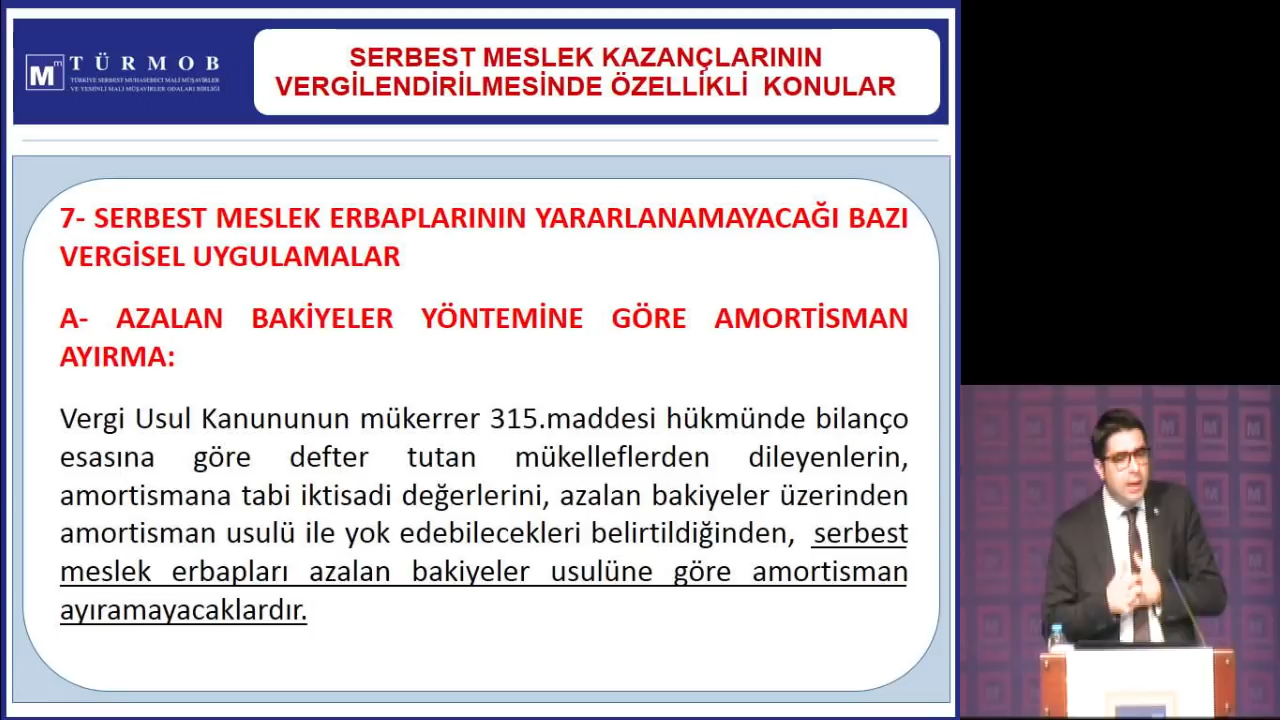 TÜRMOB
TÜRKİYE SERBEST MUHASEBECİ MALİ MÜŞAVİRLER
VE YEMİNLİ MALİ MÜŞAVİRLER ODALARI BİRLİĞİ
SERBEST MESLEK KAZANÇLARININ
VERGİLENDİRİLMESİNDE ÖZELLİKLİ KONULAR
7- SERBEST MESLEK ERBAPLARININ YARARLANAMAYACAĞI BAZI
VERGİSEL UYGULAMALAR
A- AZALAN BAKİYELER YÖNTEMİNE GÖRE AMORTİSMAN
AYIRMA:
Vergi Usul Kanununun mükerrer 315.maddesi hükmünde bilanço
esasına göre defter tutan mükelleflerden dileyenlerin,
amortismana tabi iktisadi değerlerini, azalan bakiyeler üzerinden
amortisman usulü ile yok edebilecekleri belirtildiğinden, serbest
meslek erbapları azalan bakiyeler usulüne göre amortisman
ayıramayacaklardır.